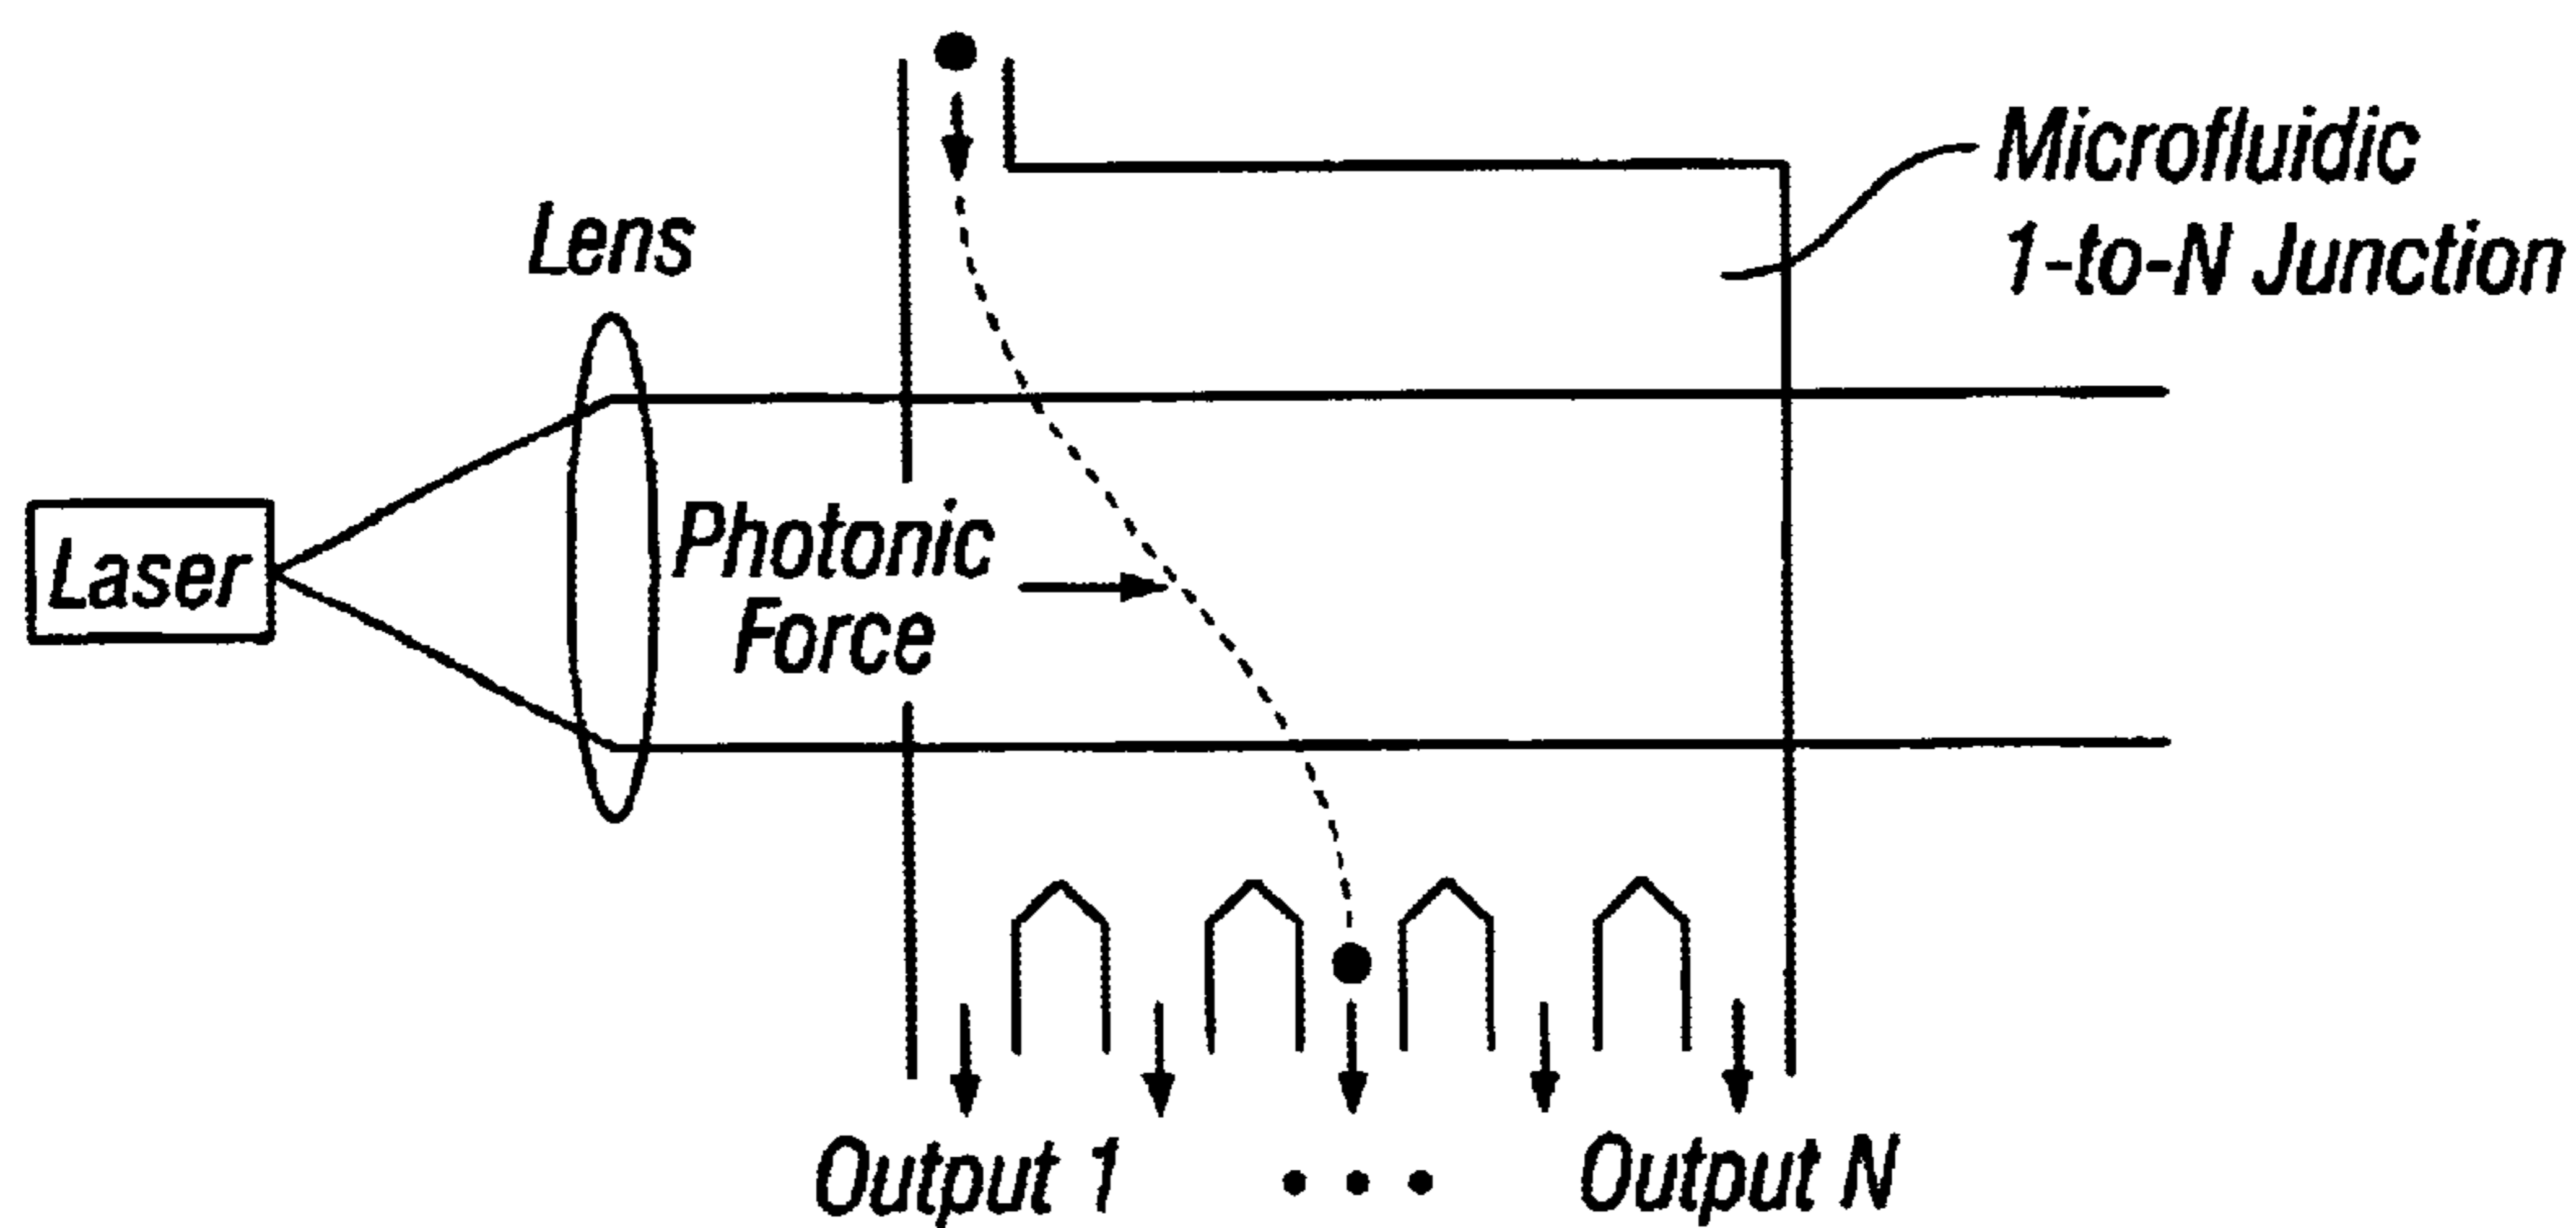 Microfluidic
1-to-N Junction
Lens
Laser
Photonic
Force
Output 1 • • • Output N